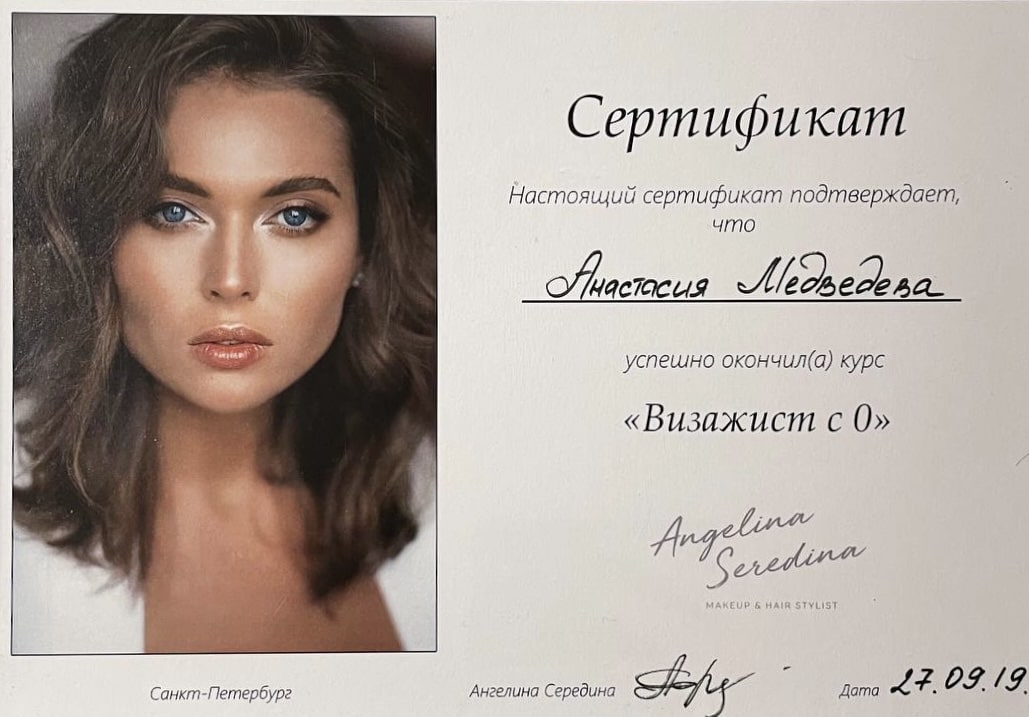 Сертификат
Настоящий сертификат подтверждает,
что
Анастасия Медведева
успешно окончил(а) курс
«Визажист с 0»
Angelina
Seredina
MAKEUP & HAIR STYLIST
Санкт-Петербург
Ангелина Середина
Дата 27.09.19.